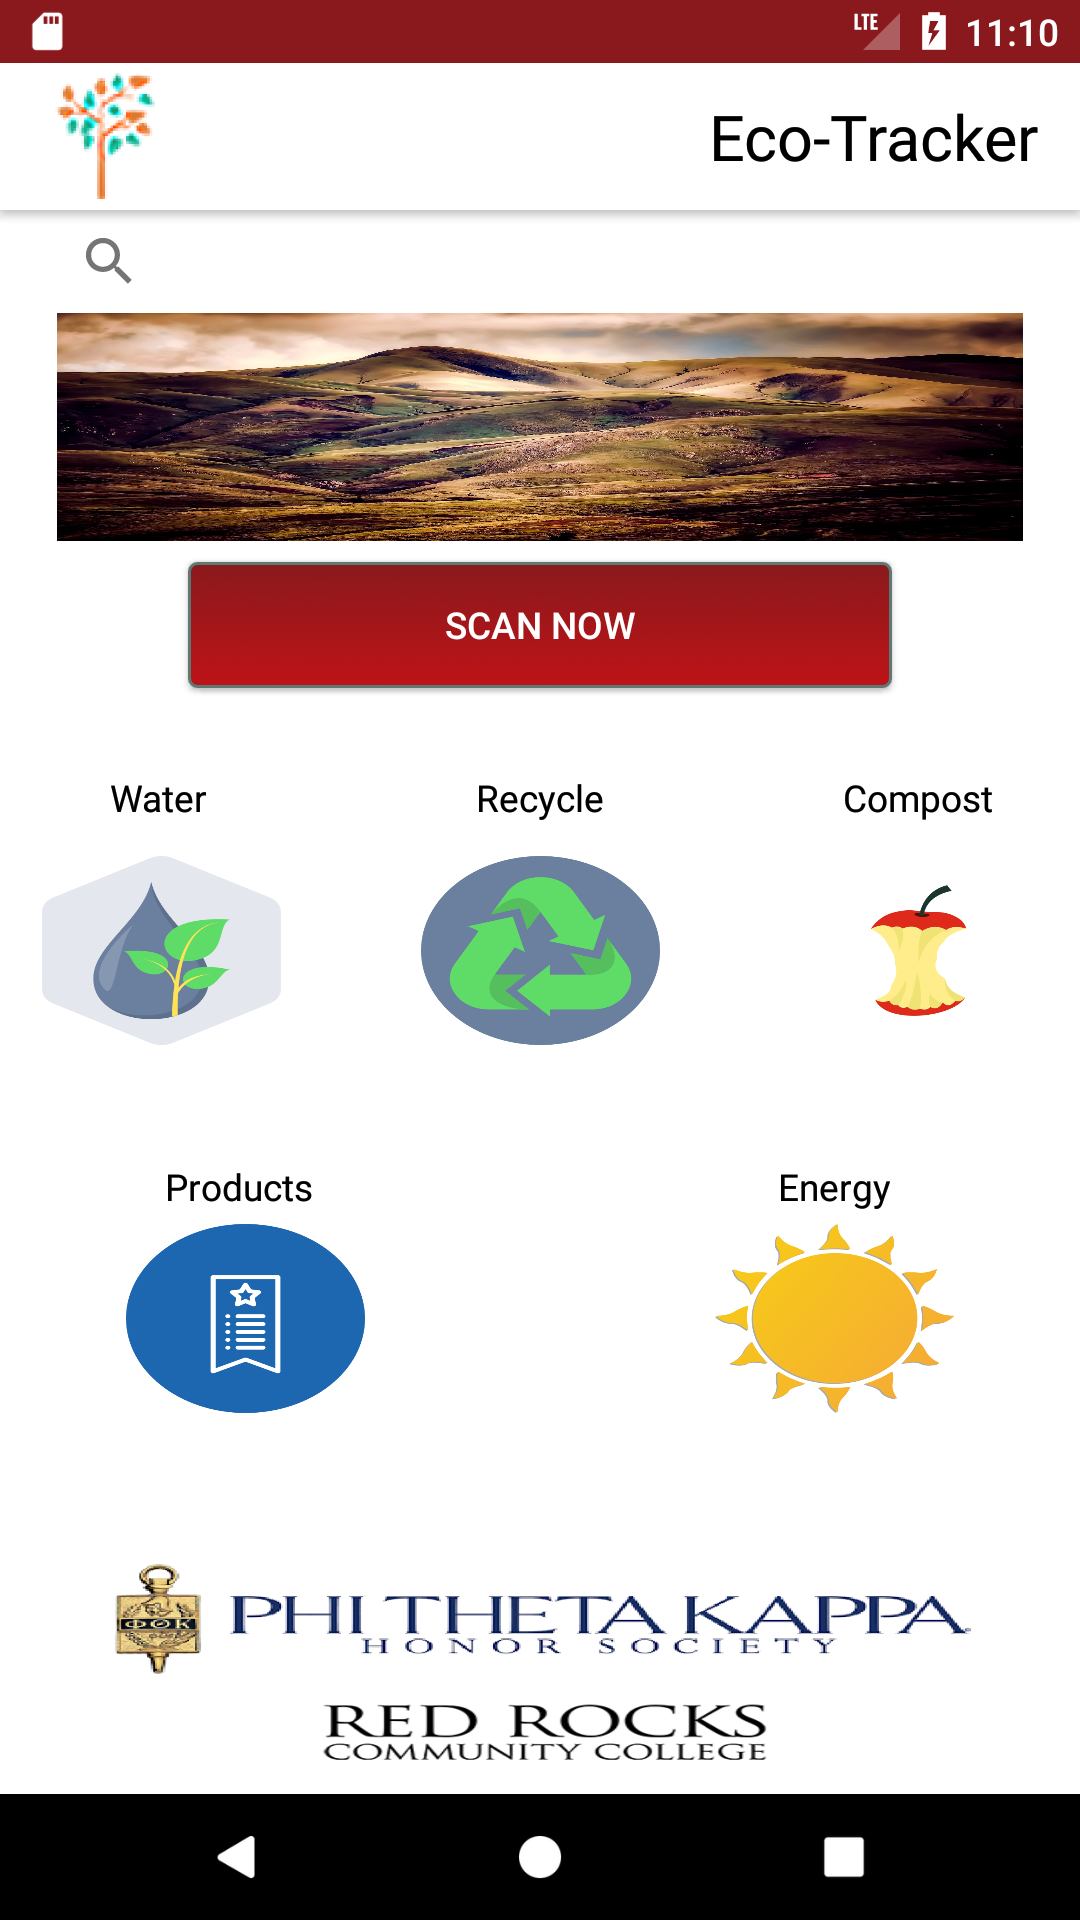 LTE 11:10
Eco-Tracker
SCAN NOW
Water Recycle Compost
Products Energy
ΦΘΚ PHI THETA KAPPA
HONOR SOCIETY
RED ROCKS
COMMUNITY COLLEGE